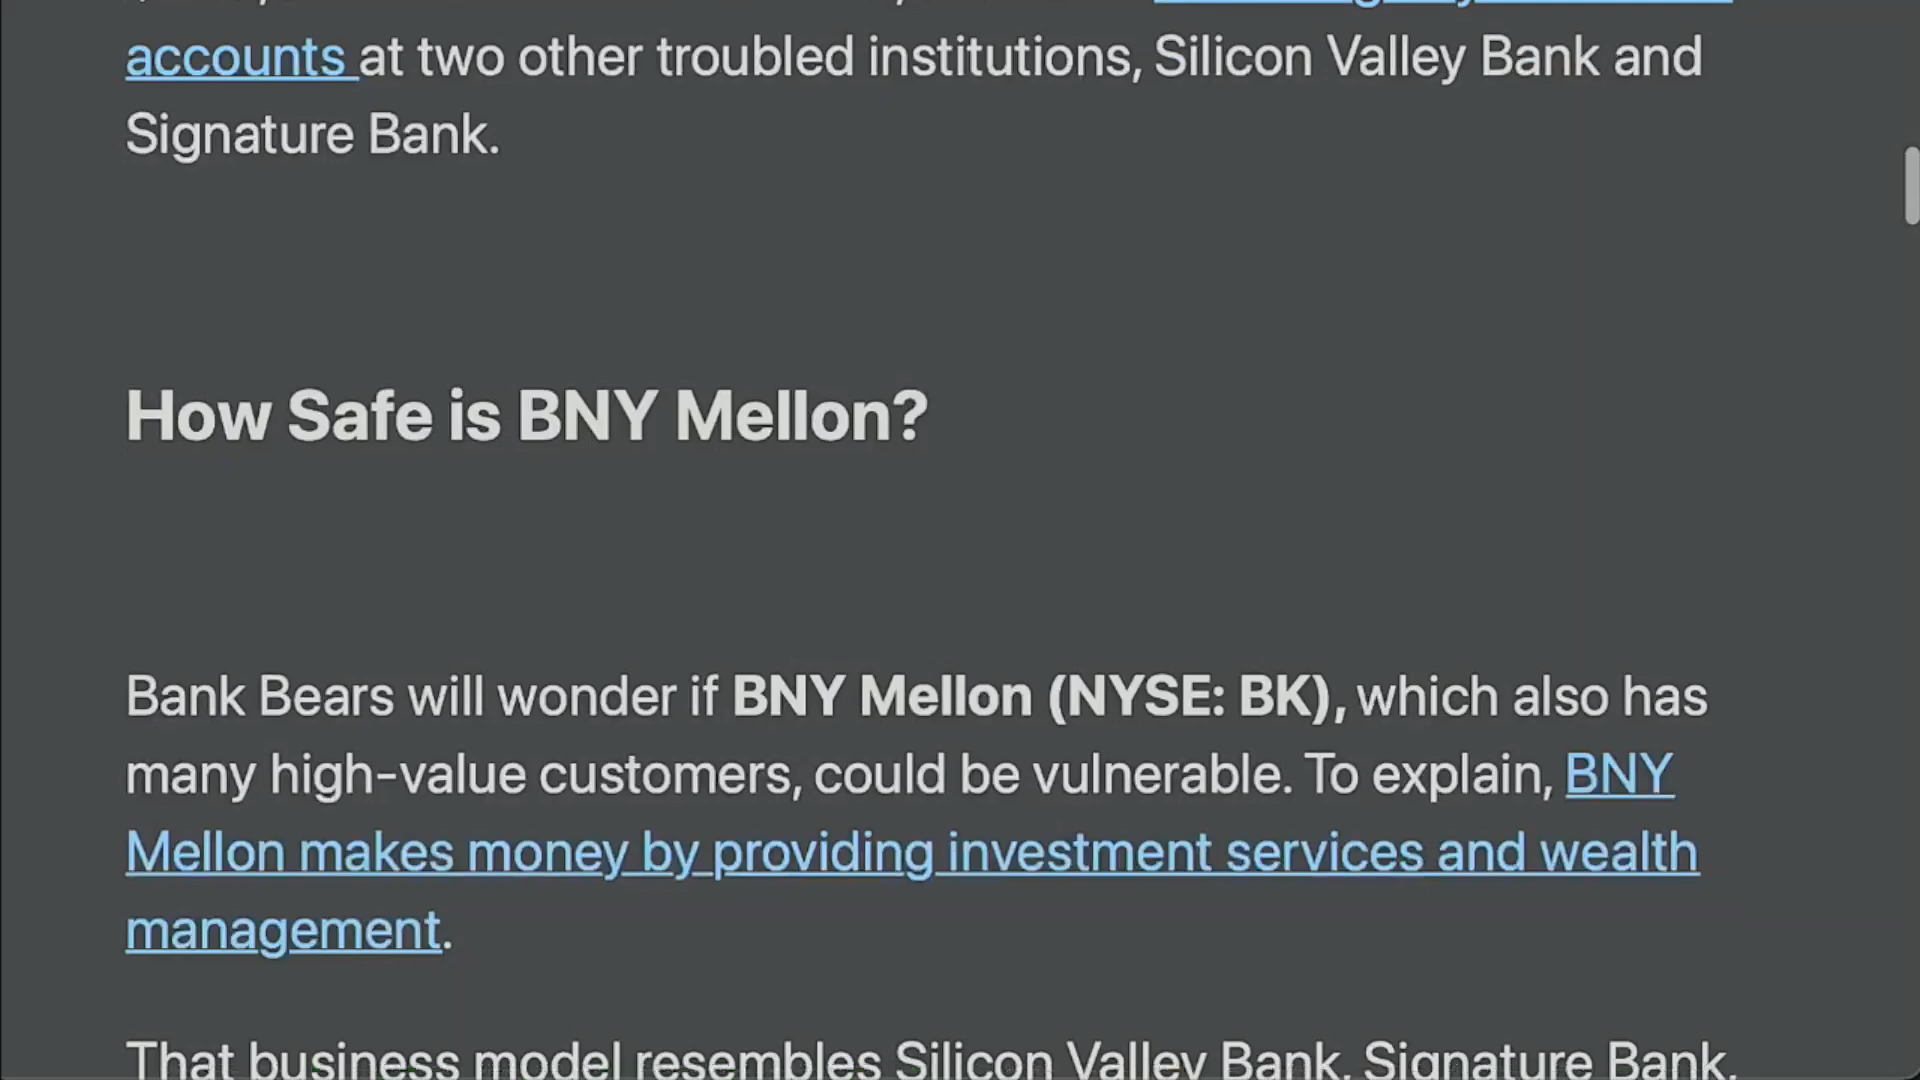 accounts at two other troubled institutions, Silicon Valley Bank and
Signature Bank.
How Safe is BNY Mellon?
Bank Bears will wonder if BNY Mellon (NYSE: BK), which also has
many high-value customers, could be vulnerable. To explain, BNY
Mellon makes money by providing investment services and wealth
management.
That business model resembles Silicon Valley Bank, Signature Bank,